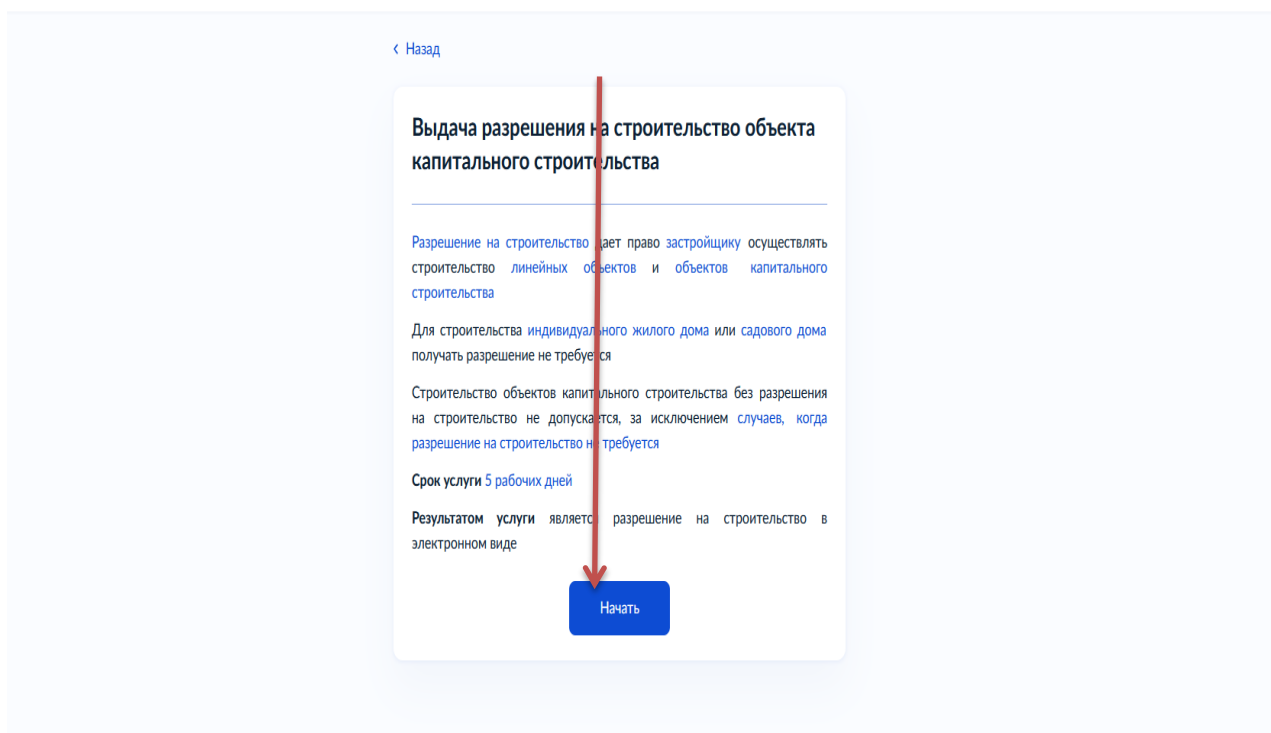 Назад
Выдача разрешения на строительство объекта
капитального строительства
Разрешение на строительство дает право застройщику осуществлять
строительство линейных объектов и объектов капитального
строительства
Для строительства индивидуального жилого дома или садового дома
получать разрешение не требуется
Строительство объектов капитального строительства без разрешения
на строительство не допускается, за исключением случаев, когда
разрешение на строительство не требуется
Срок услуги 5 рабочих дней
Результатом услуги является разрешение на строительство в
электронном виде
Начать